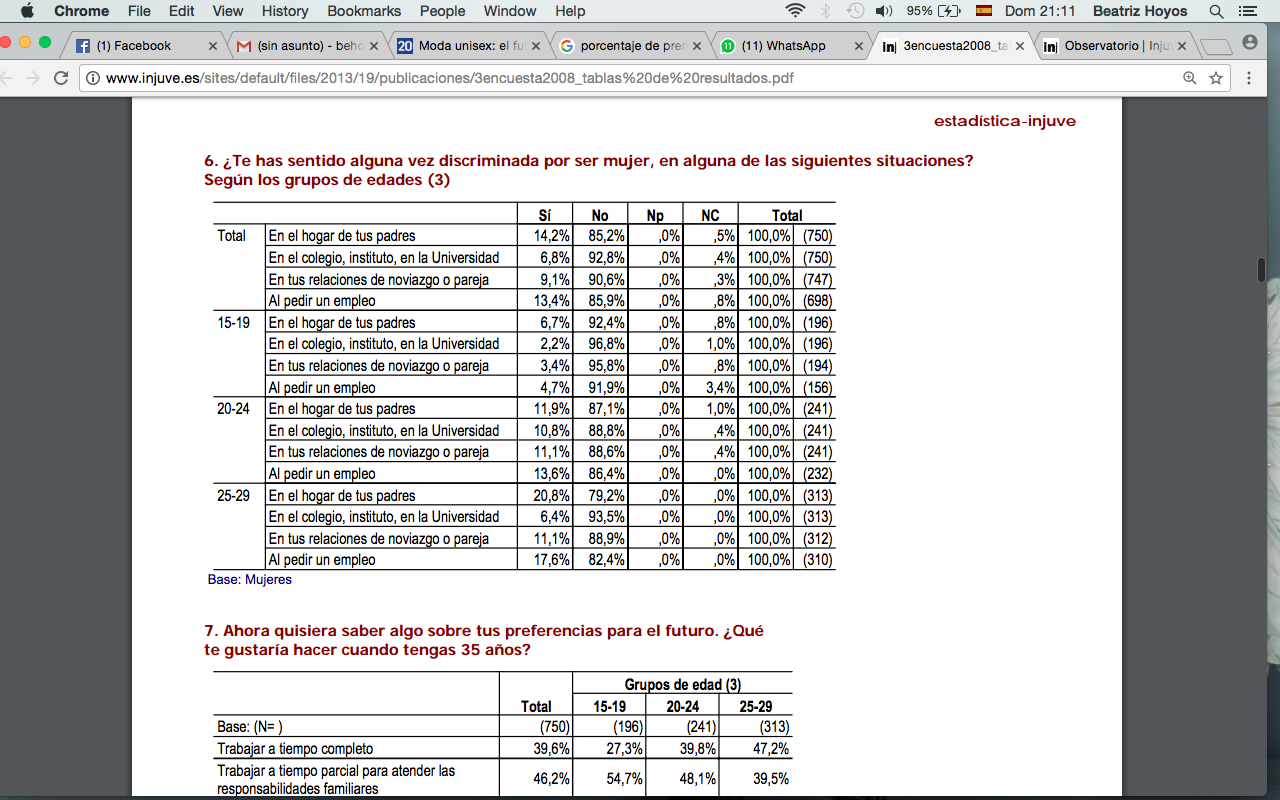 Chrome File Edit View History Bookmarks People Window Help 95% Dom 21:11 Beatriz Hoyos
(1) Facebook × (sin asunto) - beho × 20 Moda unisex: el fu × porcentaje de pren × (11) WhatsApp × inj 3encuesta2008_ta × inj Observatorio | Inju ×
www.injuve.es/sites/default/files/2013/19/publicaciones/3encuesta2008_tablas%20de%20resultados.pdf
estadística-injuve
6. ¿Te has sentido alguna vez discriminada por ser mujer, en alguna de las siguientes situaciones?
Según los grupos de edades (3)
Sí No Np NC Total
Total En el hogar de tus padres 14,2% 85,2% ,0% ,5% 100,0% (750)
En el colegio, instituto, en la Universidad 6,8% 92,8% ,0% ,4% 100,0% (750)
En tus relaciones de noviazgo o pareja 9,1% 90,6% ,0% ,3% 100,0% (747)
Al pedir un empleo 13,4% 85,9% ,0% ,8% 100,0% (698)
15-19 En el hogar de tus padres 6,7% 92,4% ,0% ,8% 100,0% (196)
En el colegio, instituto, en la Universidad 2,2% 96,8% ,0% 1,0% 100,0% (196)
En tus relaciones de noviazgo o pareja 3,4% 95,8% ,0% ,8% 100,0% (194)
Al pedir un empleo 4,7% 91,9% ,0% 3,4% 100,0% (156)
20-24 En el hogar de tus padres 11,9% 87,1% ,0% 1,0% 100,0% (241)
En el colegio, instituto, en la Universidad 10,8% 88,8% ,0% ,4% 100,0% (241)
En tus relaciones de noviazgo o pareja 11,1% 88,6% ,0% ,4% 100,0% (241)
Al pedir un empleo 13,6% 86,4% ,0% ,0% 100,0% (232)
25-29 En el hogar de tus padres 20,8% 79,2% ,0% ,0% 100,0% (313)
En el colegio, instituto, en la Universidad 6,4% 93,5% ,0% ,0% 100,0% (313)
En tus relaciones de noviazgo o pareja 11,1% 88,9% ,0% ,0% 100,0% (312)
Al pedir un empleo 17,6% 82,4% ,0% ,0% 100,0% (310)
Base: Mujeres
7. Ahora quisiera saber algo sobre tus preferencias para el futuro. ¿Qué
te gustaría hacer cuando tengas 35 años?
Grupos de edad (3)
Total 15-19 20-24 25-29
Base: (N= ) (750) (196) (241) (313)
Trabajar a tiempo completo 39,6% 27,3% 39,8% 47,2%
Trabajar a tiempo parcial para atender las
responsabilidades familiares 46,2% 54,7% 48,1% 39,5%